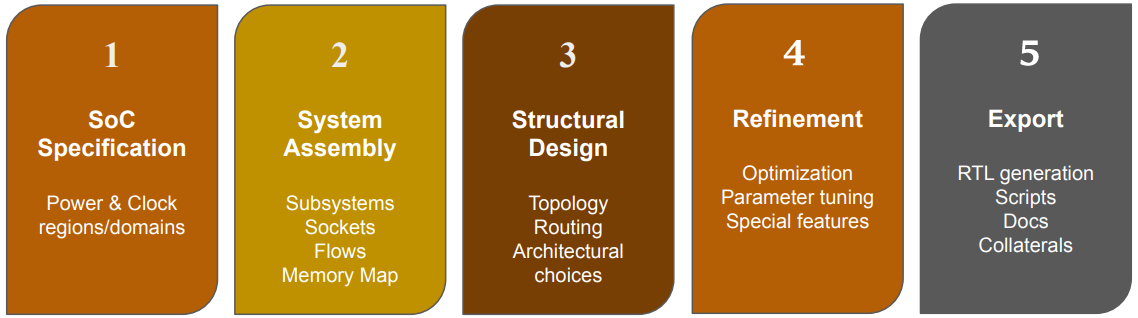 1
SoC
Specification
Power & Clock
regions/domains
2
System
Assembly
Subsystems
Sockets
Flows
Memory Map
3
Structural
Design
Topology
Routing
Architectural
choices
4
Refinement
Optimization
Parameter tuning
Special features
5
Export
RTL generation
Scripts
Docs
Collaterals